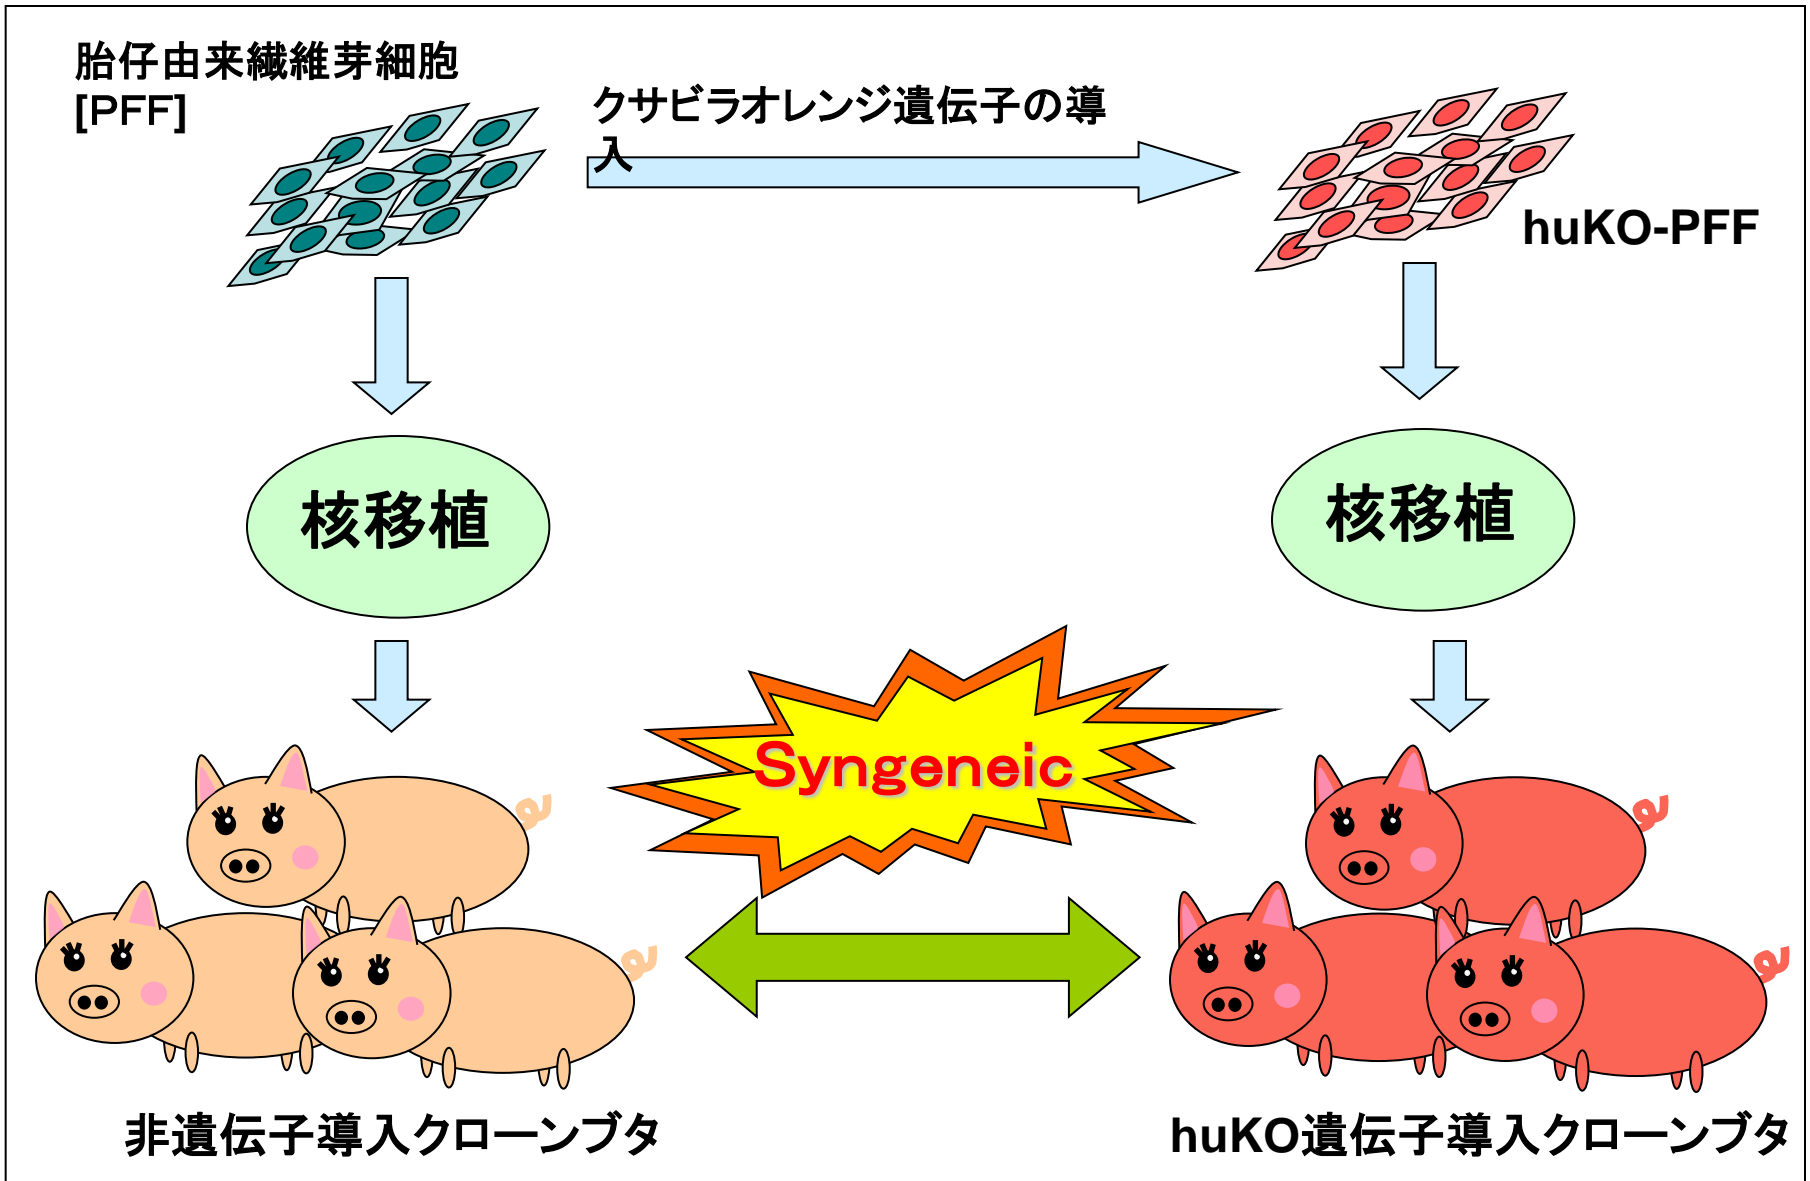 胎仔由来繊維芽細胞
[PFF]
クサビラオレンジ遺伝子の導
入
huKO-PFF
核移植
核移植
Syngeneic
非遺伝子導入クローンブタ
huKO遺伝子導入クローンブタ